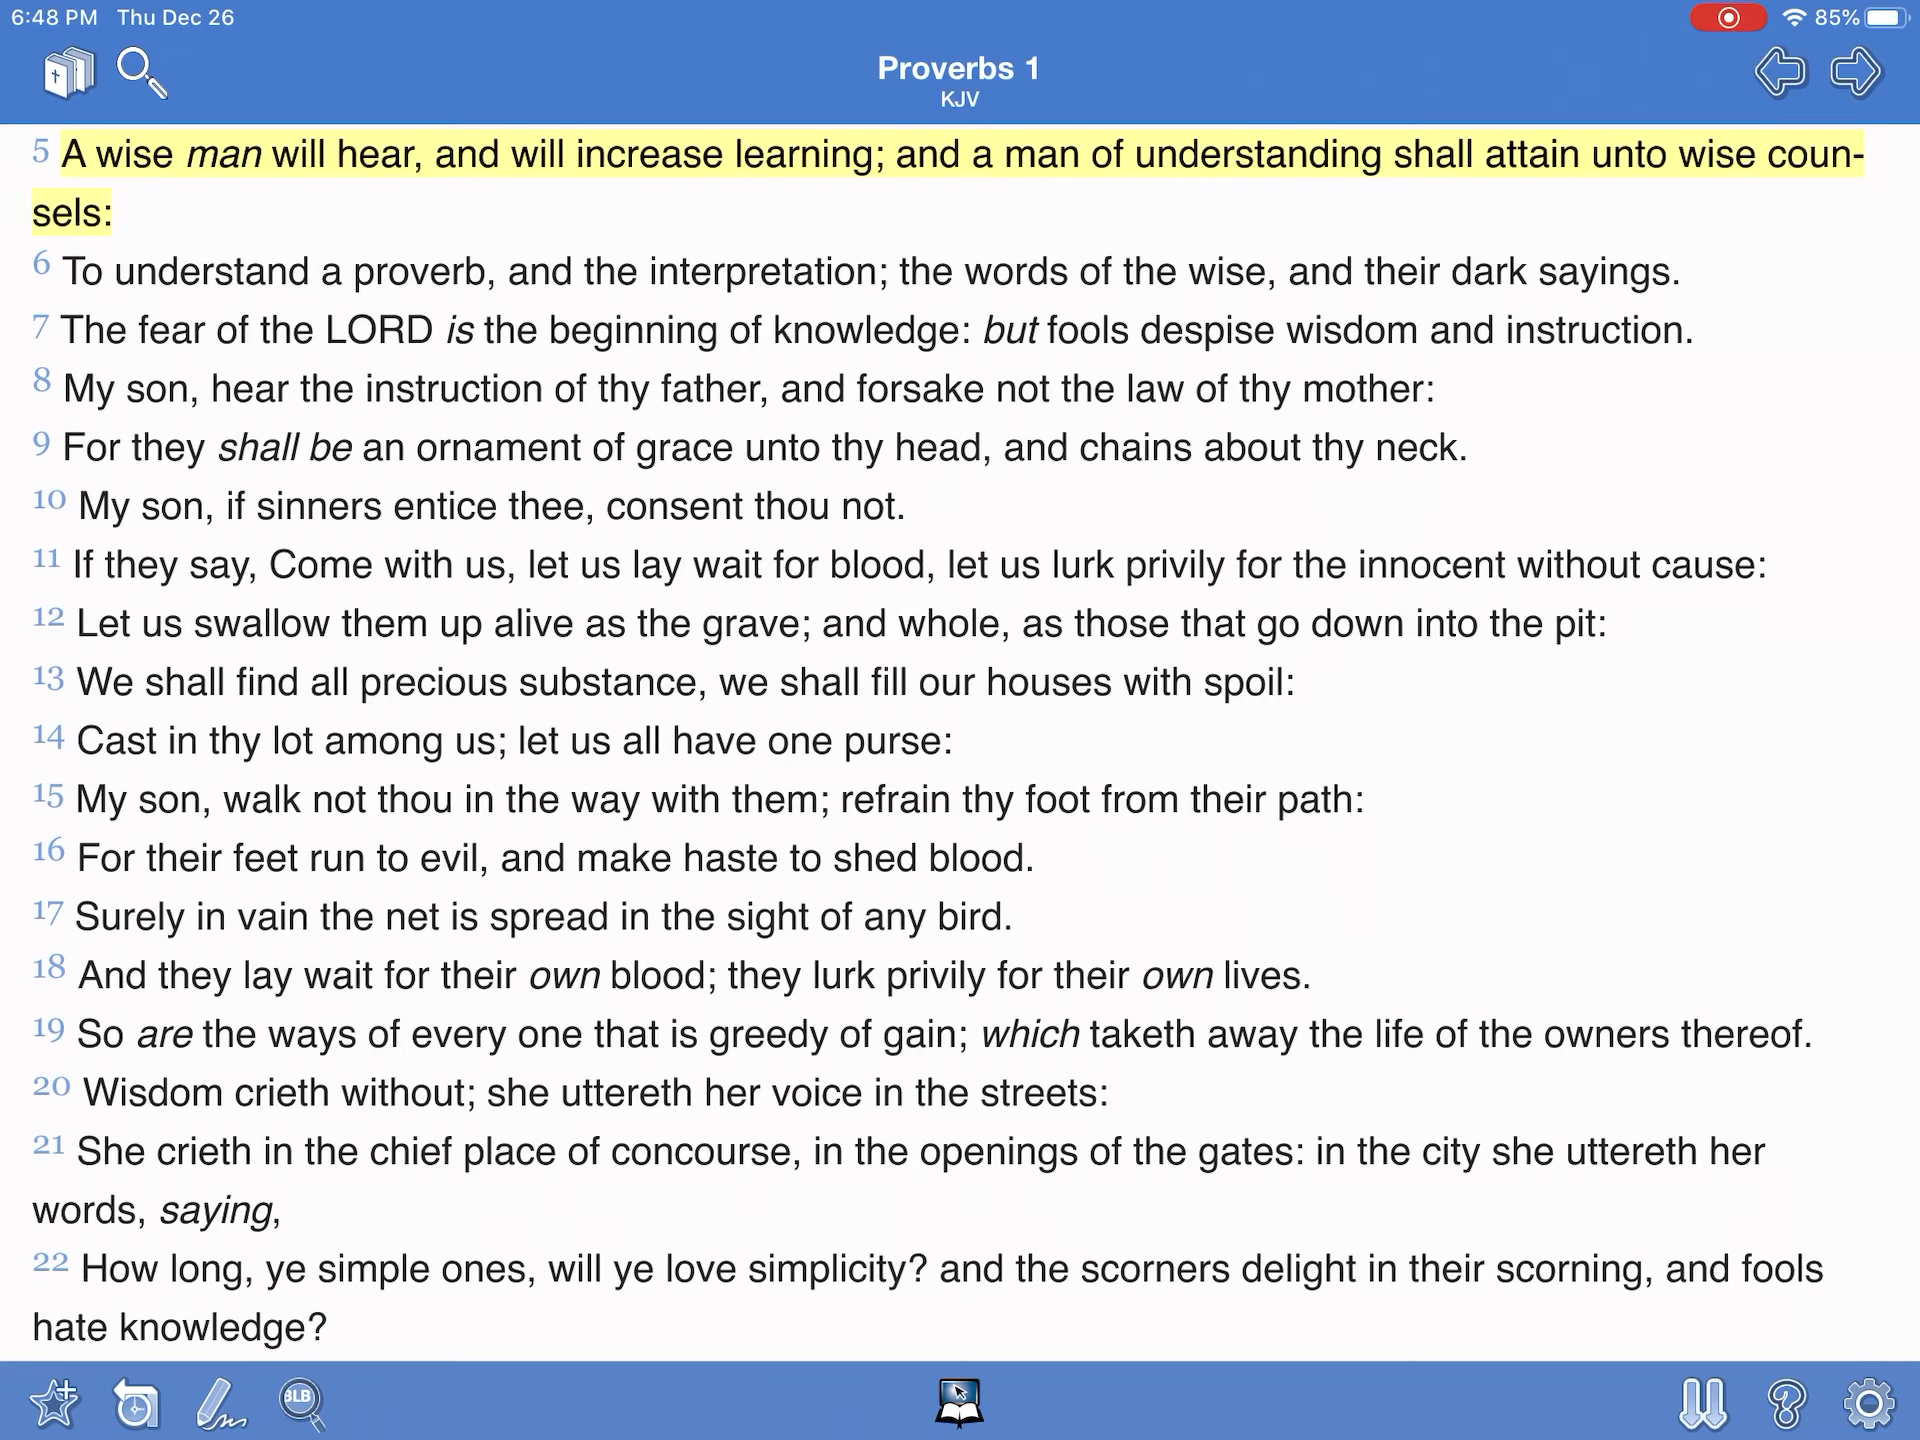 6:48 PM Thu Dec 26
85%
Proverbs 1
KJV
5 A wise man will hear, and will increase learning; and a man of understanding shall attain unto wise coun-
sels:
6 To understand a proverb, and the interpretation; the words of the wise, and their dark sayings.
7 The fear of the LORD is the beginning of knowledge: but fools despise wisdom and instruction.
8 My son, hear the instruction of thy father, and forsake not the law of thy mother:
9 For they shall be an ornament of grace unto thy head, and chains about thy neck.
10 My son, if sinners entice thee, consent thou not.
11 If they say, Come with us, let us lay wait for blood, let us lurk privily for the innocent without cause:
12 Let us swallow them up alive as the grave; and whole, as those that go down into the pit:
13 We shall find all precious substance, we shall fill our houses with spoil:
14 Cast in thy lot among us; let us all have one purse:
15 My son, walk not thou in the way with them; refrain thy foot from their path:
16 For their feet run to evil, and make haste to shed blood.
17 Surely in vain the net is spread in the sight of any bird.
18 And they lay wait for their own blood; they lurk privily for their own lives.
19 So are the ways of every one that is greedy of gain; which taketh away the life of the owners thereof.
20 Wisdom crieth without; she uttereth her voice in the streets:
21 She crieth in the chief place of concourse, in the openings of the gates: in the city she uttereth her
words, saying,
22 How long, ye simple ones, will ye love simplicity? and the scorners delight in their scorning, and fools
hate knowledge?
BLB